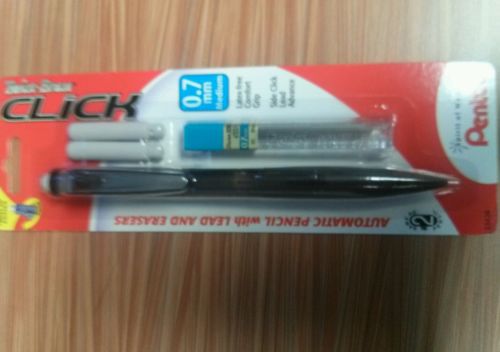 Twist-Erase
CLICK
0.7
mm
Medium
Latex-free
Comfort
Grip
Side Click
Lead
Advance
Pentel
AUTOMATIC PENCIL with LEAD AND ERASERS